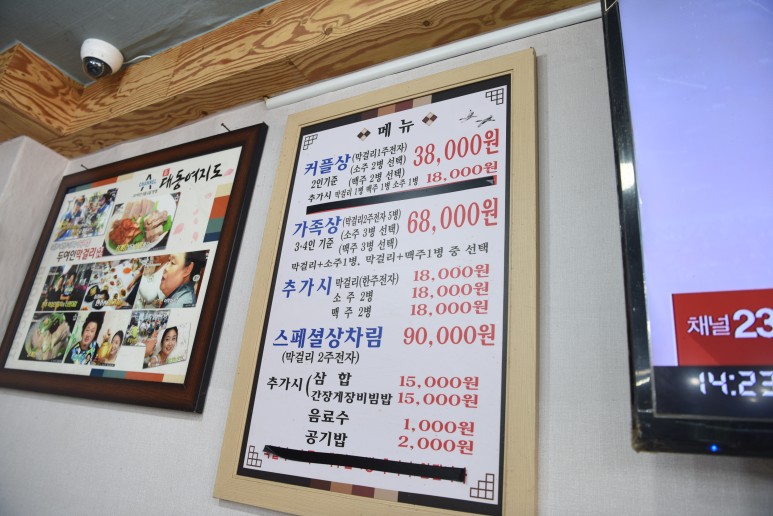 대동여지도
두여인막걸리집
메뉴
커플상 (막걸리1주전자) 38,000원
2인기준 (소주 2병 선택)
(맥주 2병 선택)
추가시 막걸리 1병 맥주 1병 소주 1병 18,000원
가족상 (막걸리2주전자 5병) 68,000원
3-4인 기준 (소주 3병 선택)
(맥주 3병 선택)
막걸리+소주1병, 막걸리+맥주1병 중 선택
추가시 막걸리(한주전자) 18,000원
소 주 2병 18,000원
맥 주 2병 18,000원
스페셜상차림 90,000원
(막걸리 2주전자)
추가시 ( 삼 합 15,000원
간장게장비빔밥 15,000원
음료수 1,000원
공기밥 2,000원
채널 23
14:23